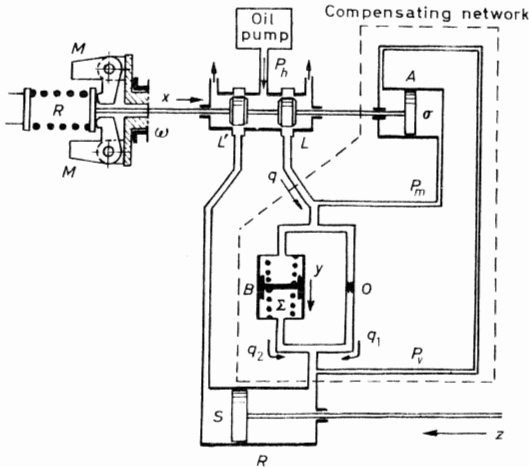 Compensating network
Oil
pump
M
P_h
A
R
x
σ
ω
L'
L
M
q
P_m
B
y
O
Σ
q_2
q_1
P_v
S
z
R